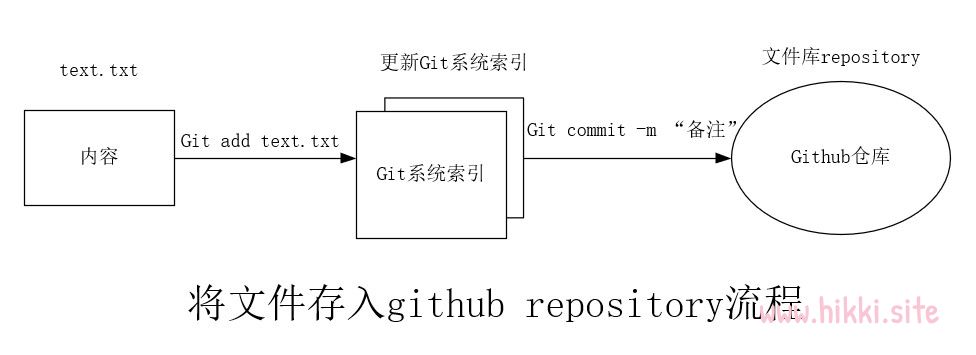 text.txt
更新Git系统索引
文件库repository
内容
Git add text.txt
Git系统索引
Git commit -m “备注”
Github仓库
将文件存入github repository流程
www.hikki.site